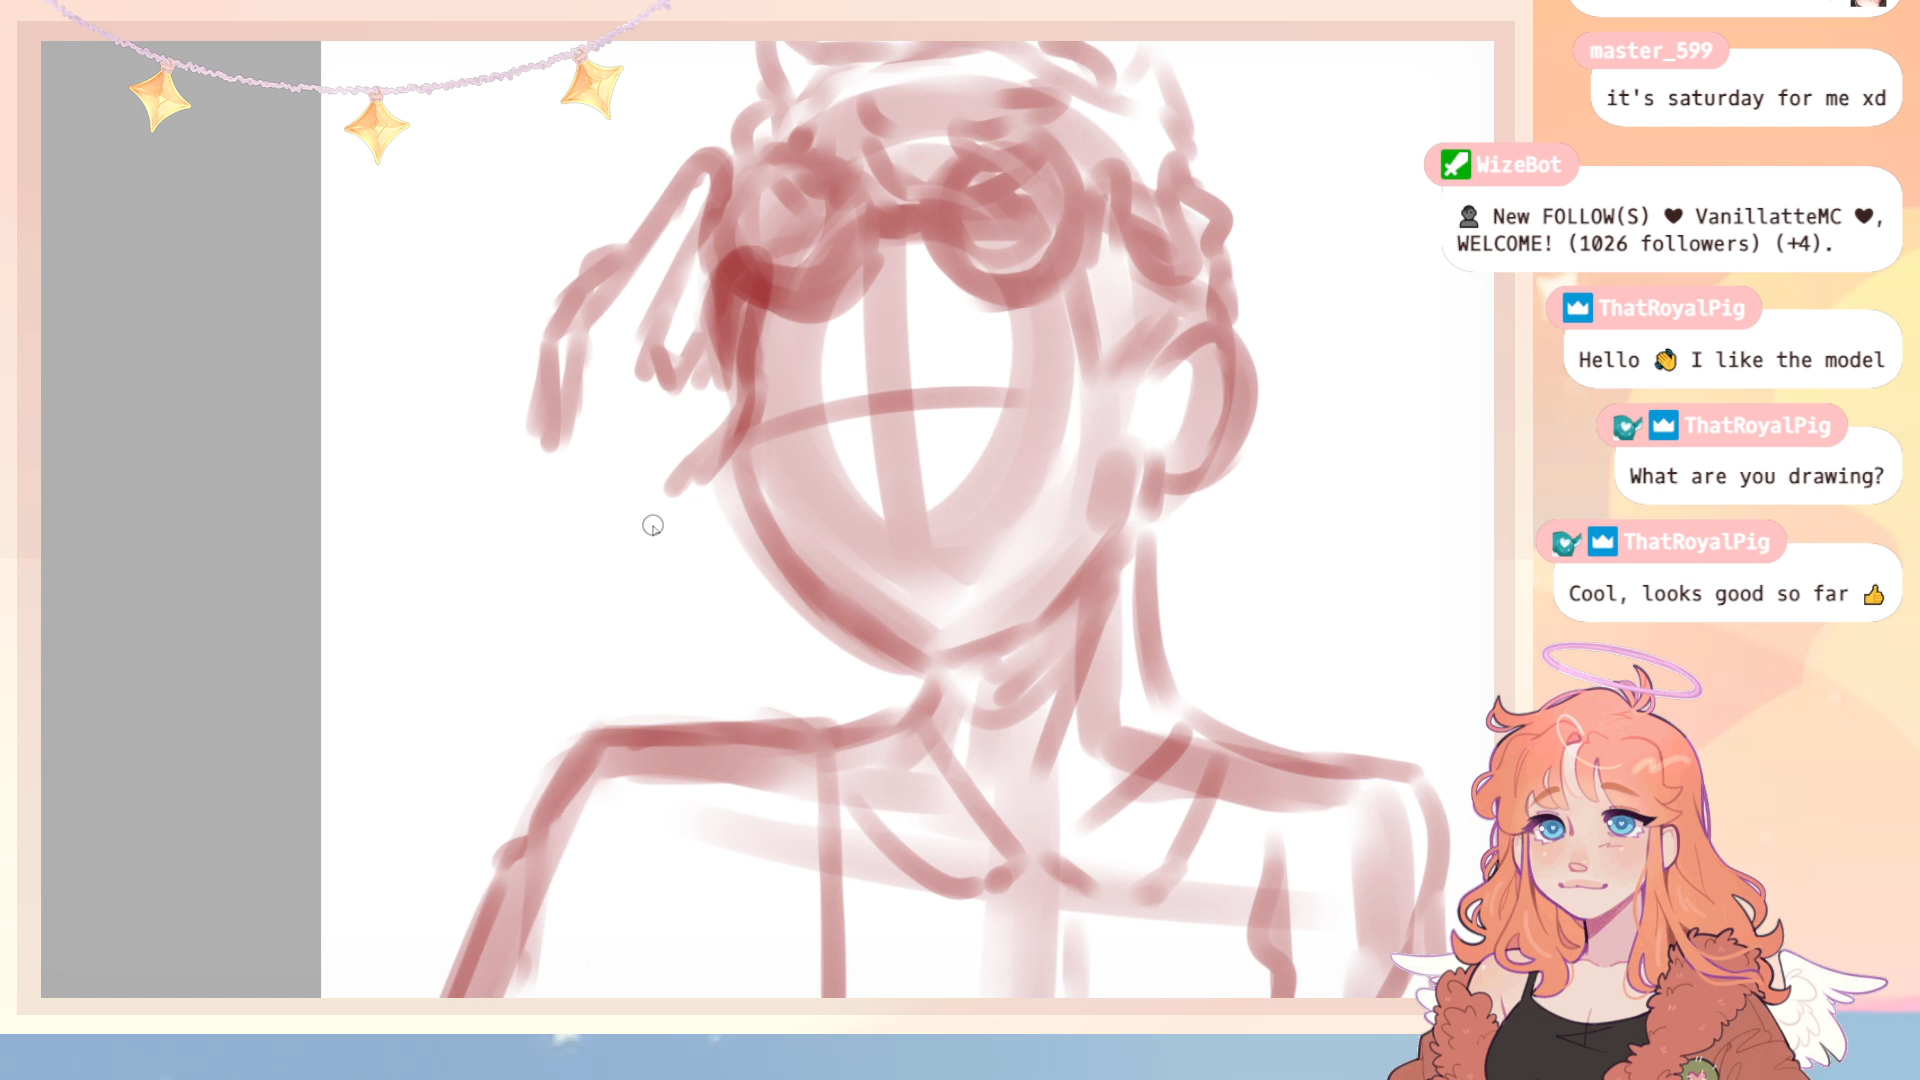 master_599
it's saturday for me xd
WizeBot
👤 New FOLLOW(S) ♥ VanillatteMC ♥,
WELCOME! (1026 followers) (+4).
ThatRoyalPig
Hello 👋 I like the model
ThatRoyalPig
What are you drawing?
ThatRoyalPig
Cool, looks good so far 👍